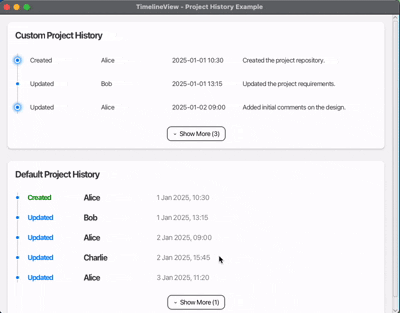 TimelineView - Project History Example
Custom Project History
Created Alice 2025-01-01 10:30 Created the project repository.
Updated Bob 2025-01-01 13:15 Updated the project requirements.
Updated Alice 2025-01-02 09:00 Added initial comments on the design.
Show More (3)
Default Project History
Created Alice 1 Jan 2025, 10:30
Updated Bob 1 Jan 2025, 13:15
Updated Alice 2 Jan 2025, 09:00
Updated Charlie 2 Jan 2025, 15:45
Updated Alice 3 Jan 2025, 11:20
Show More (1)